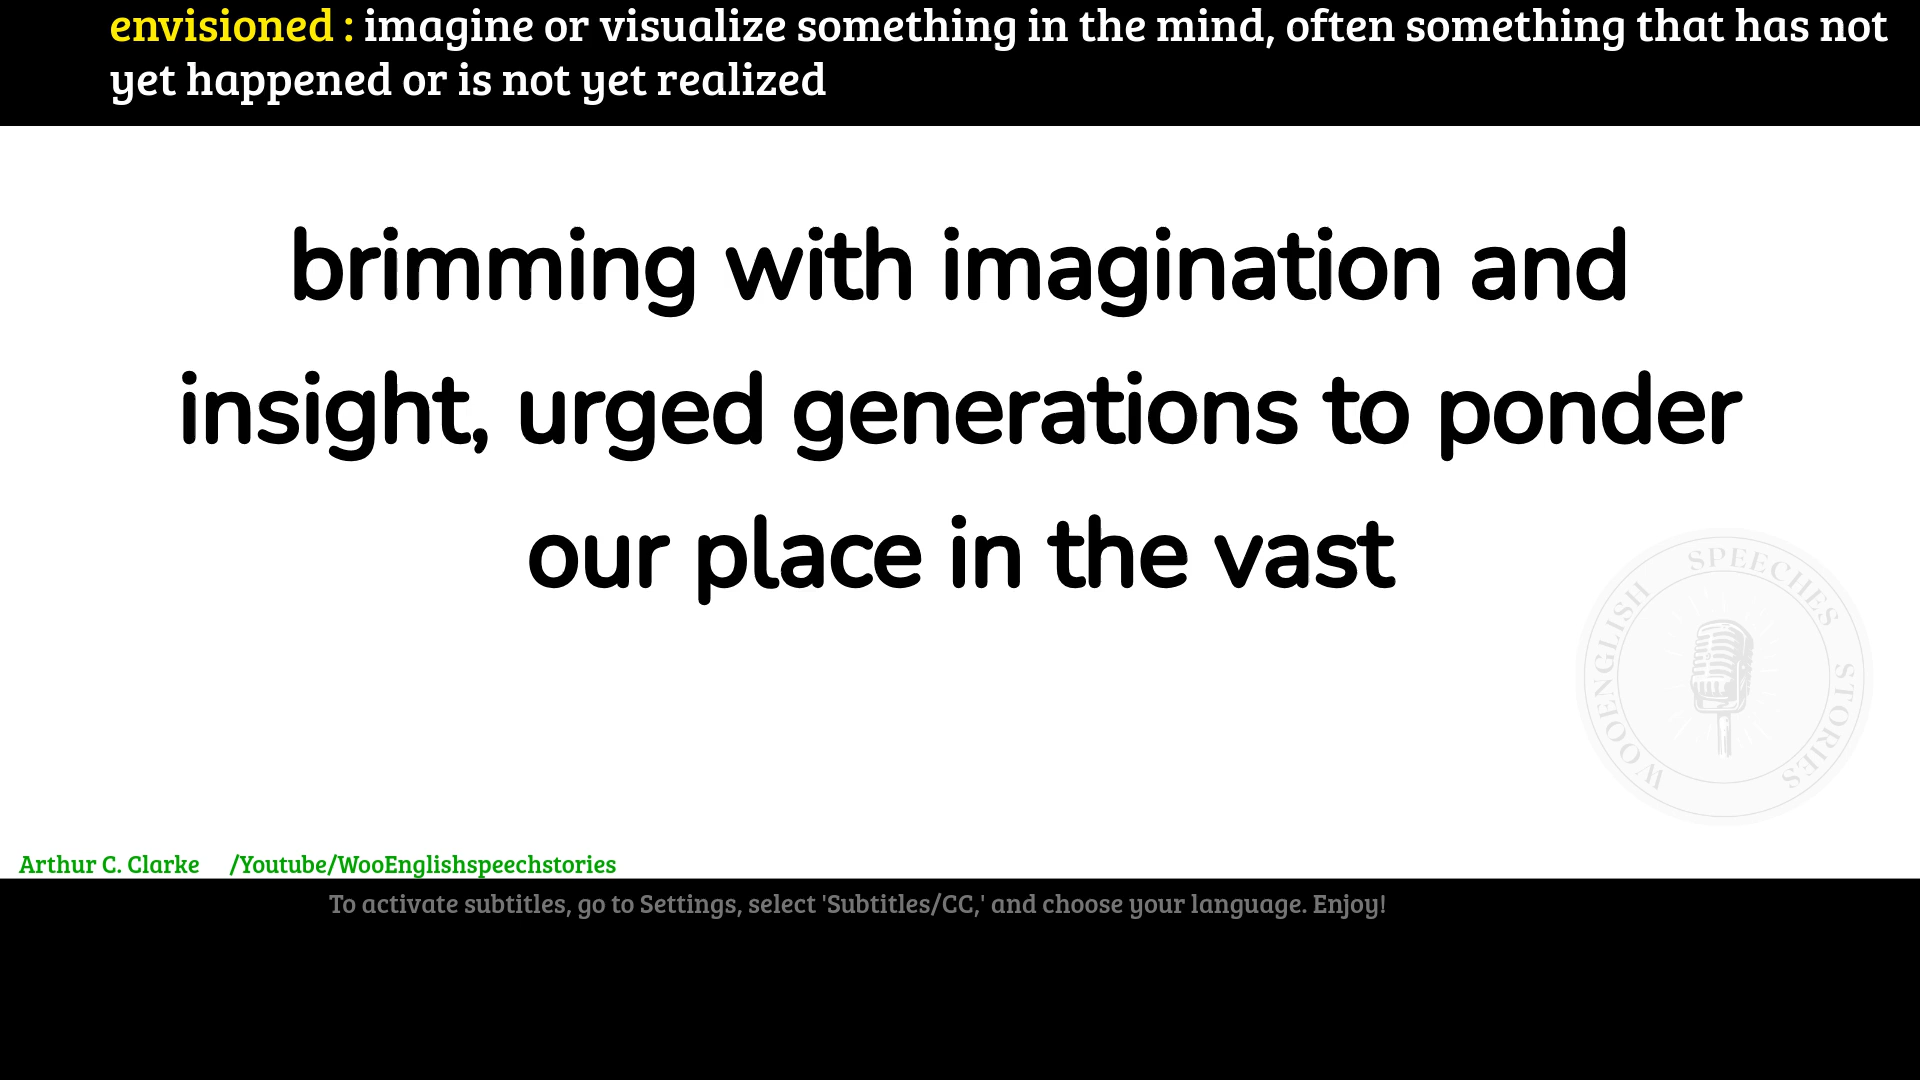 envisioned : imagine or visualize something in the mind, often something that has not
yet happened or is not yet realized
brimming with imagination and
insight, urged generations to ponder
our place in the vast
WOOENGLISH SPEECHES STORIES
Arthur C. Clarke /Youtube/WooEnglishspeechstories
To activate subtitles, go to Settings, select 'Subtitles/CC,' and choose your language. Enjoy!